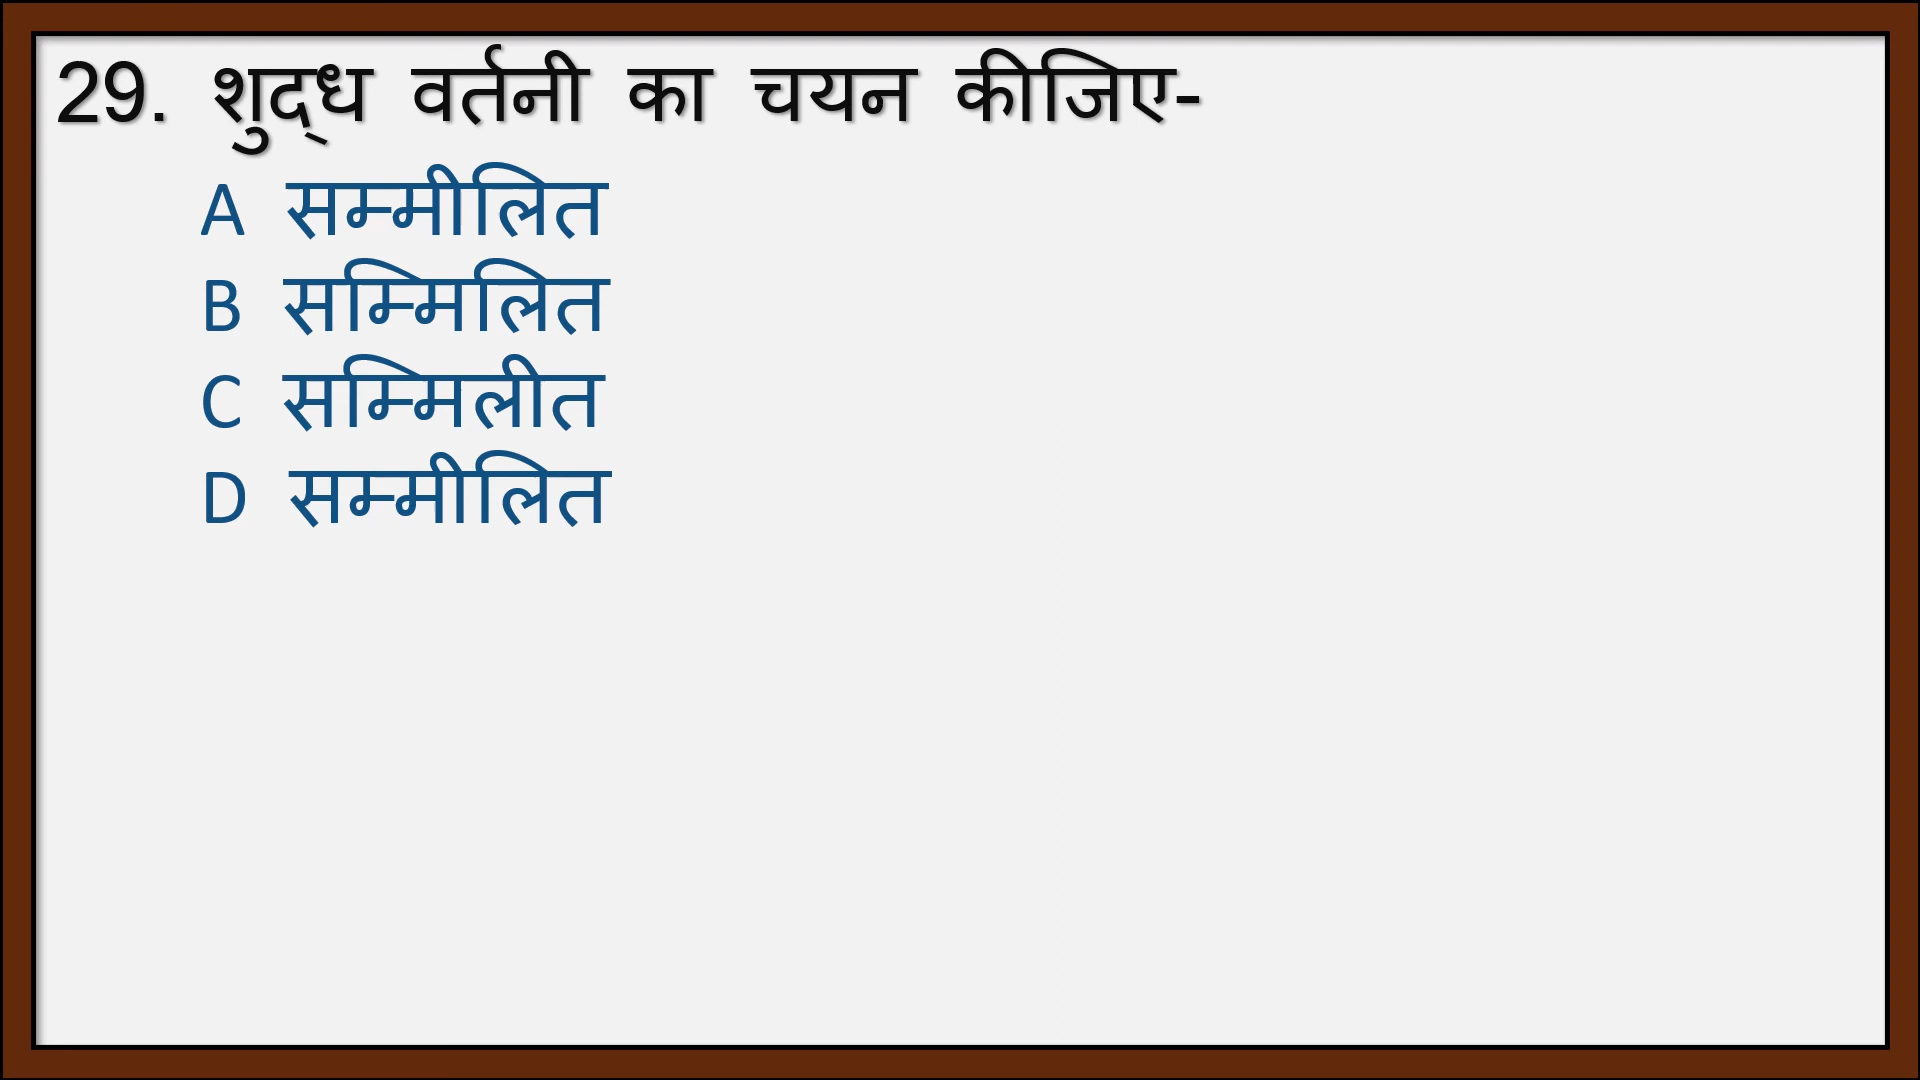 29. शुद्ध वर्तनी का चयन कीजिए-
A सम्मीलित
B सम्मिलित
C सम्मिलीत
D सम्मीलित